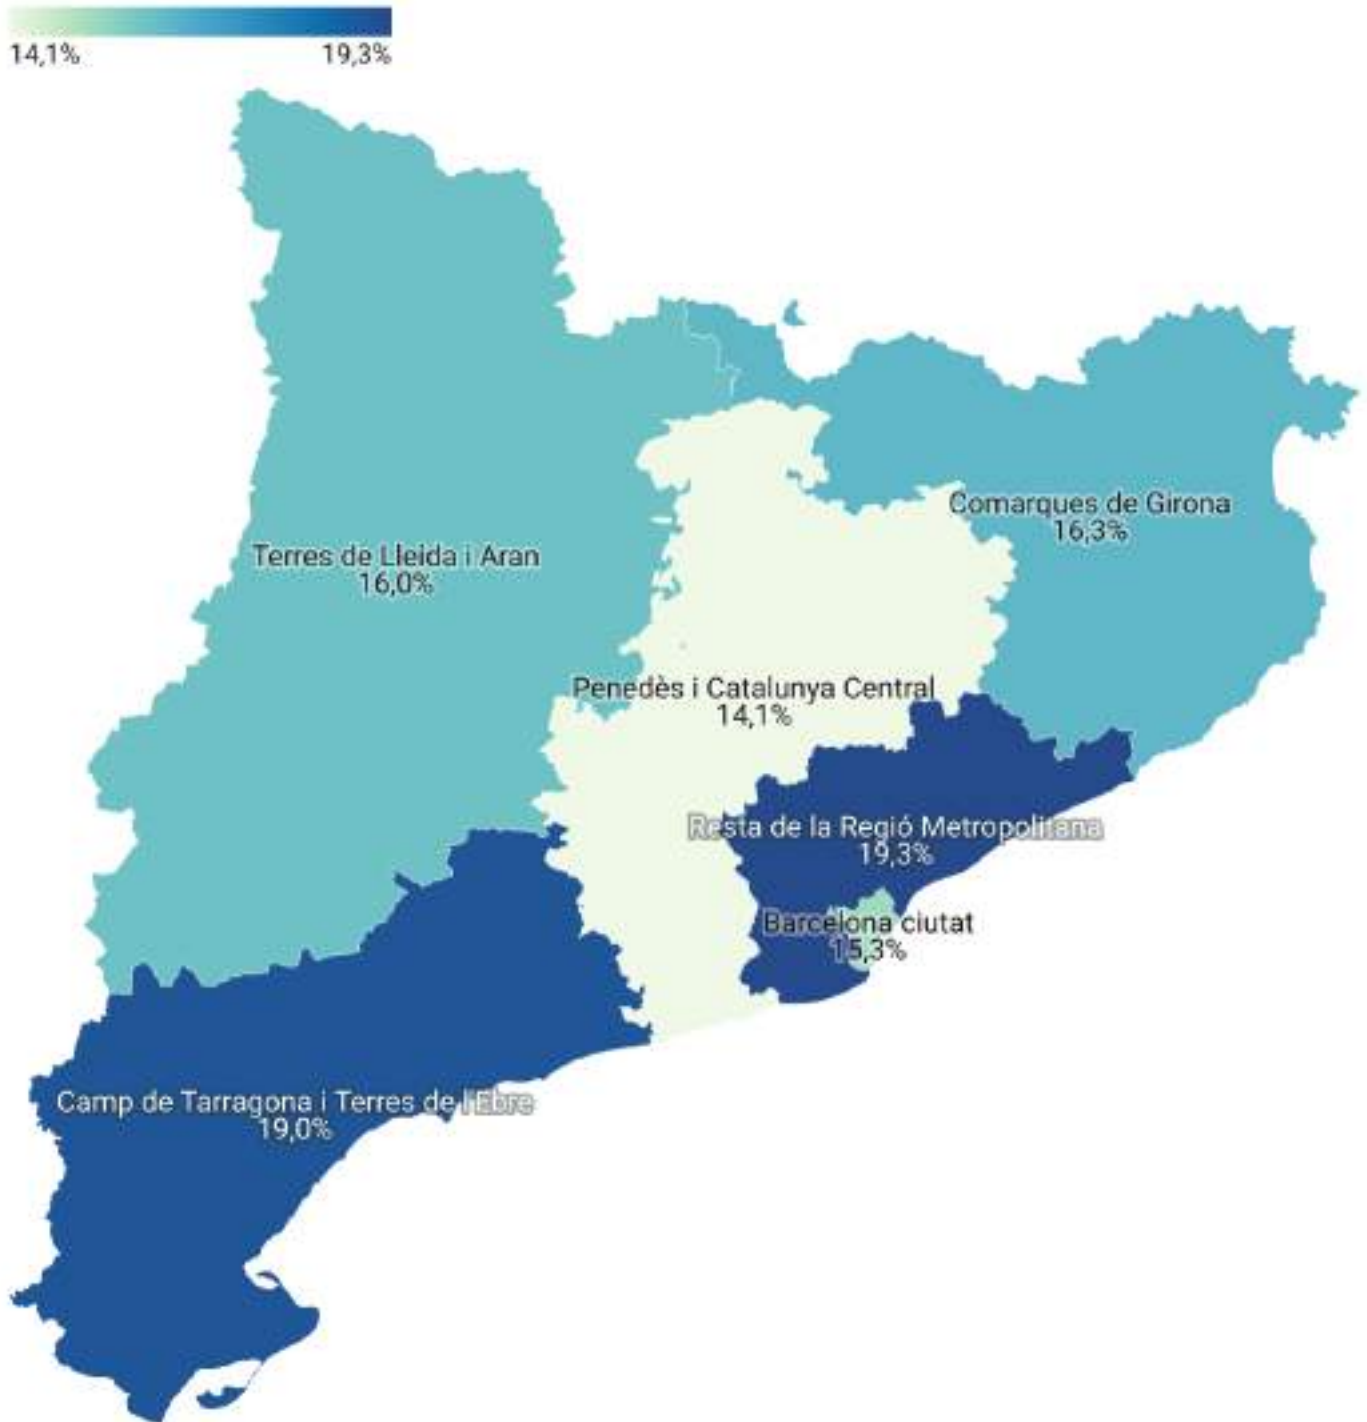 14,1%
19,3%
Comarques de Girona
16,3%
Terres de Lleida i Aran
16,0%
Penedès i Catalunya Central
14,1%
Resta de la Regió Metropolitana
19,3%
Barcelona ciutat
15,3%
Camp de Tarragona i Terres de l'Ebre
19,0%